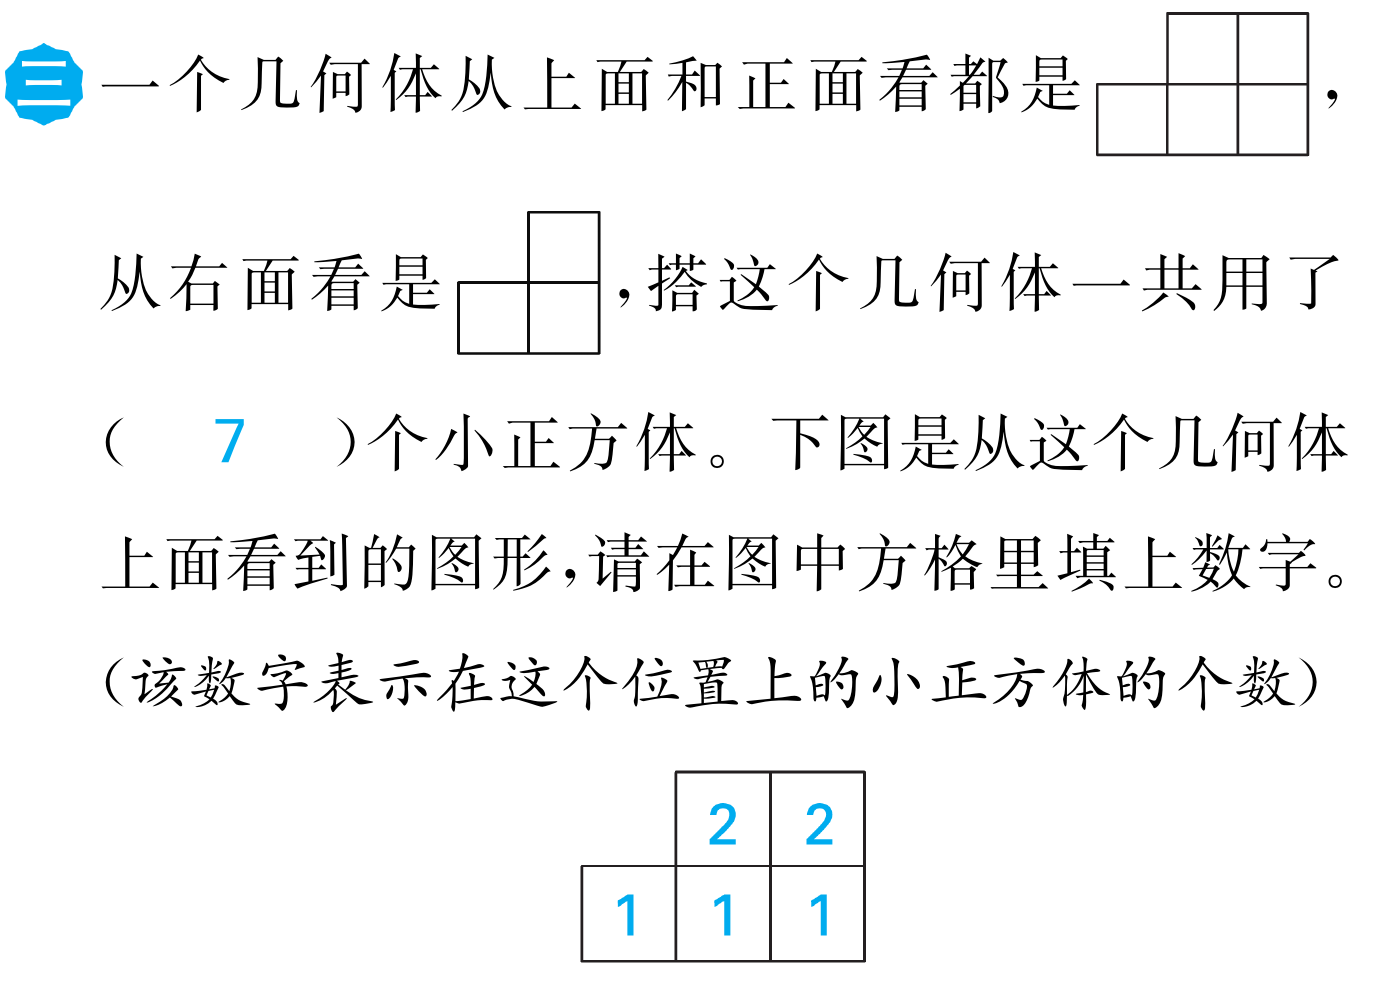 三 一个几何体从上面和正面看都是 ，
从右面看是 ，搭这个几何体一共用了
（ 7 ）个小正方体。下图是从这个几何体
上面看到的图形，请在图中方格里填上数字。
（该数字表示在这个位置上的小正方体的个数）
2 2
1 1 1